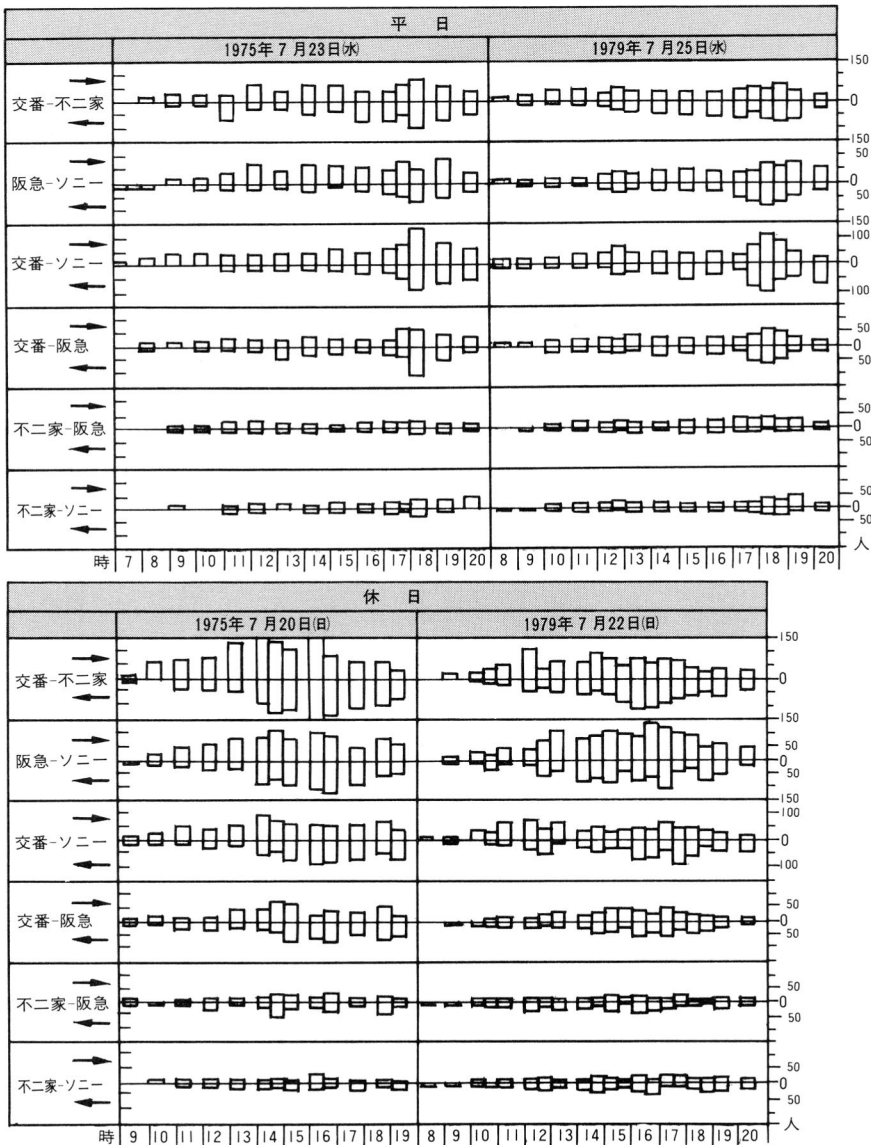 平日
1975年7月23日(水) 1979年7月25日(水)
交番-不二家 150 0 150
阪急-ソニー 50 0 50 150
交番-ソニー 100 0 100
交番-阪急 50 0 50
不二家-阪急 50 0 50
不二家-ソニー 50 0 50
人
時 7 8 9 10 11 12 13 14 15 16 17 18 19 20 8 9 10 11 12 13 14 15 16 17 18 19 20
休日
1975年7月20日(日) 1979年7月22日(日)
交番-不二家 150 0 150
阪急-ソニー 50 0 50 150
交番-ソニー 100 0 100
交番-阪急 50 0 50
不二家-阪急 50 0 50
不二家-ソニー 50 0 50
人
時 9 10 11 12 13 14 15 16 17 18 19 8 9 10 11 12 13 14 15 16 17 18 19 20